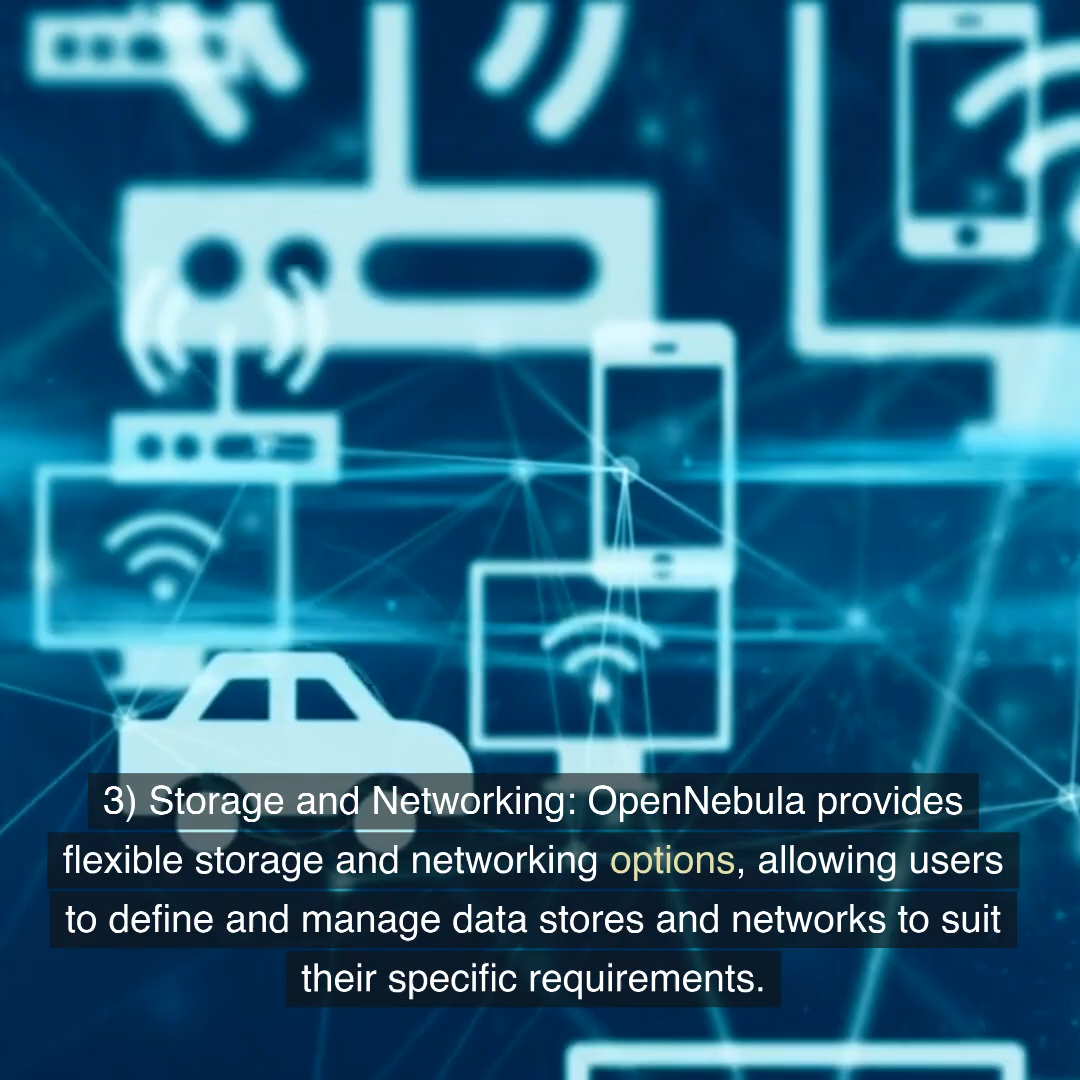 3) Storage and Networking: OpenNebula provides
flexible storage and networking options, allowing users
to define and manage data stores and networks to suit
their specific requirements.